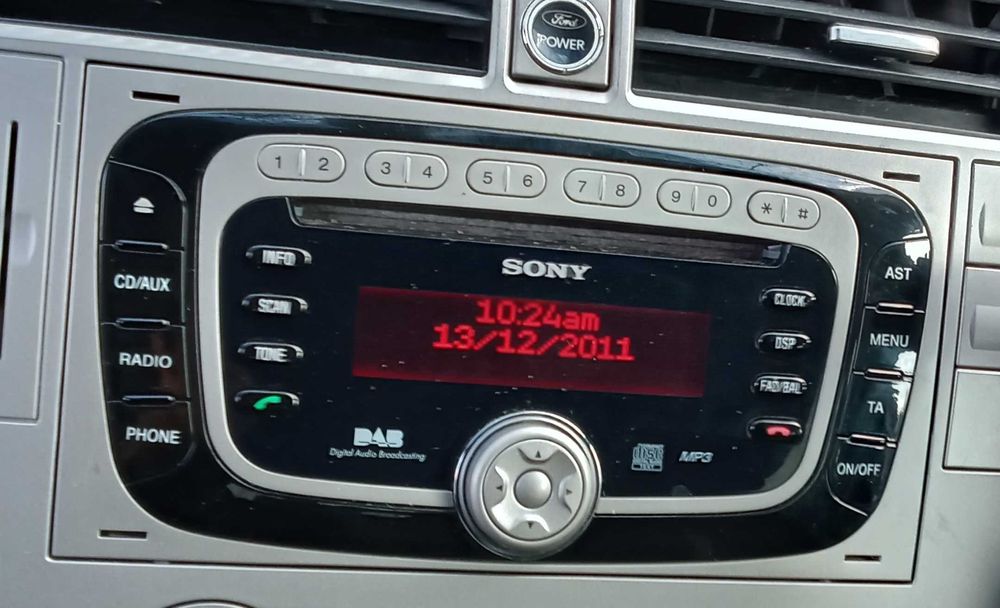 Ford
POWER
1 2
3 4
5 6
7 8
9 0
* #
CD/AUX
RADIO
PHONE
INFO
SCAN
TONE
SONY
10:24am
13/12/2011
DAB
Digital Audio Broadcasting
disc
TEXT
MP3
CLOCK
DSP
FAD/BAL
AST
MENU
TA
ON/OFF